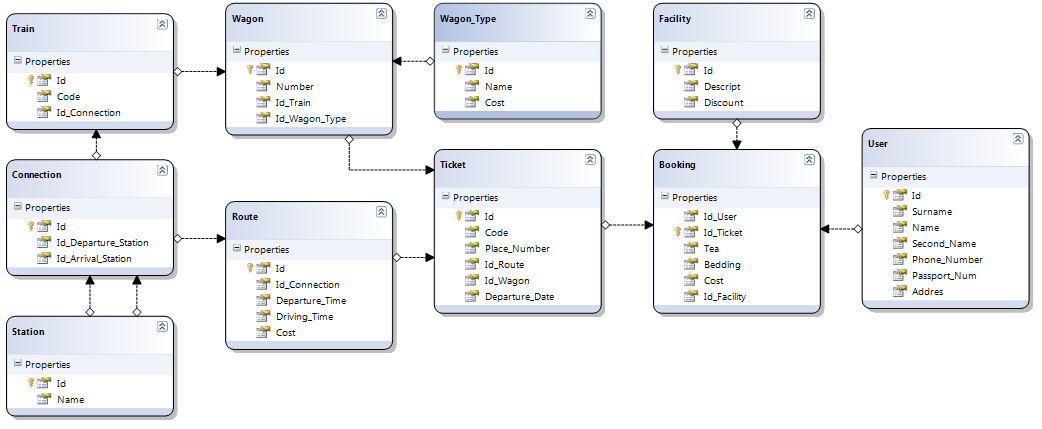 Train
Properties
Id
Code
Id_Connection
Wagon
Properties
Id
Number
Id_Train
Id_Wagon_Type
Wagon_Type
Properties
Id
Name
Cost
Facility
Properties
Id
Descript
Discount
Connection
Properties
Id
Id_Departure_Station
Id_Arrival_Station
Route
Properties
Id
Id_Connection
Departure_Time
Driving_Time
Cost
Ticket
Properties
Id
Code
Place_Number
Id_Route
Id_Wagon
Departure_Date
Booking
Properties
Id_User
Id_Ticket
Tea
Bedding
Cost
Id_Facility
User
Properties
Id
Surname
Name
Second_Name
Phone_Number
Passport_Num
Addres
Station
Properties
Id
Name